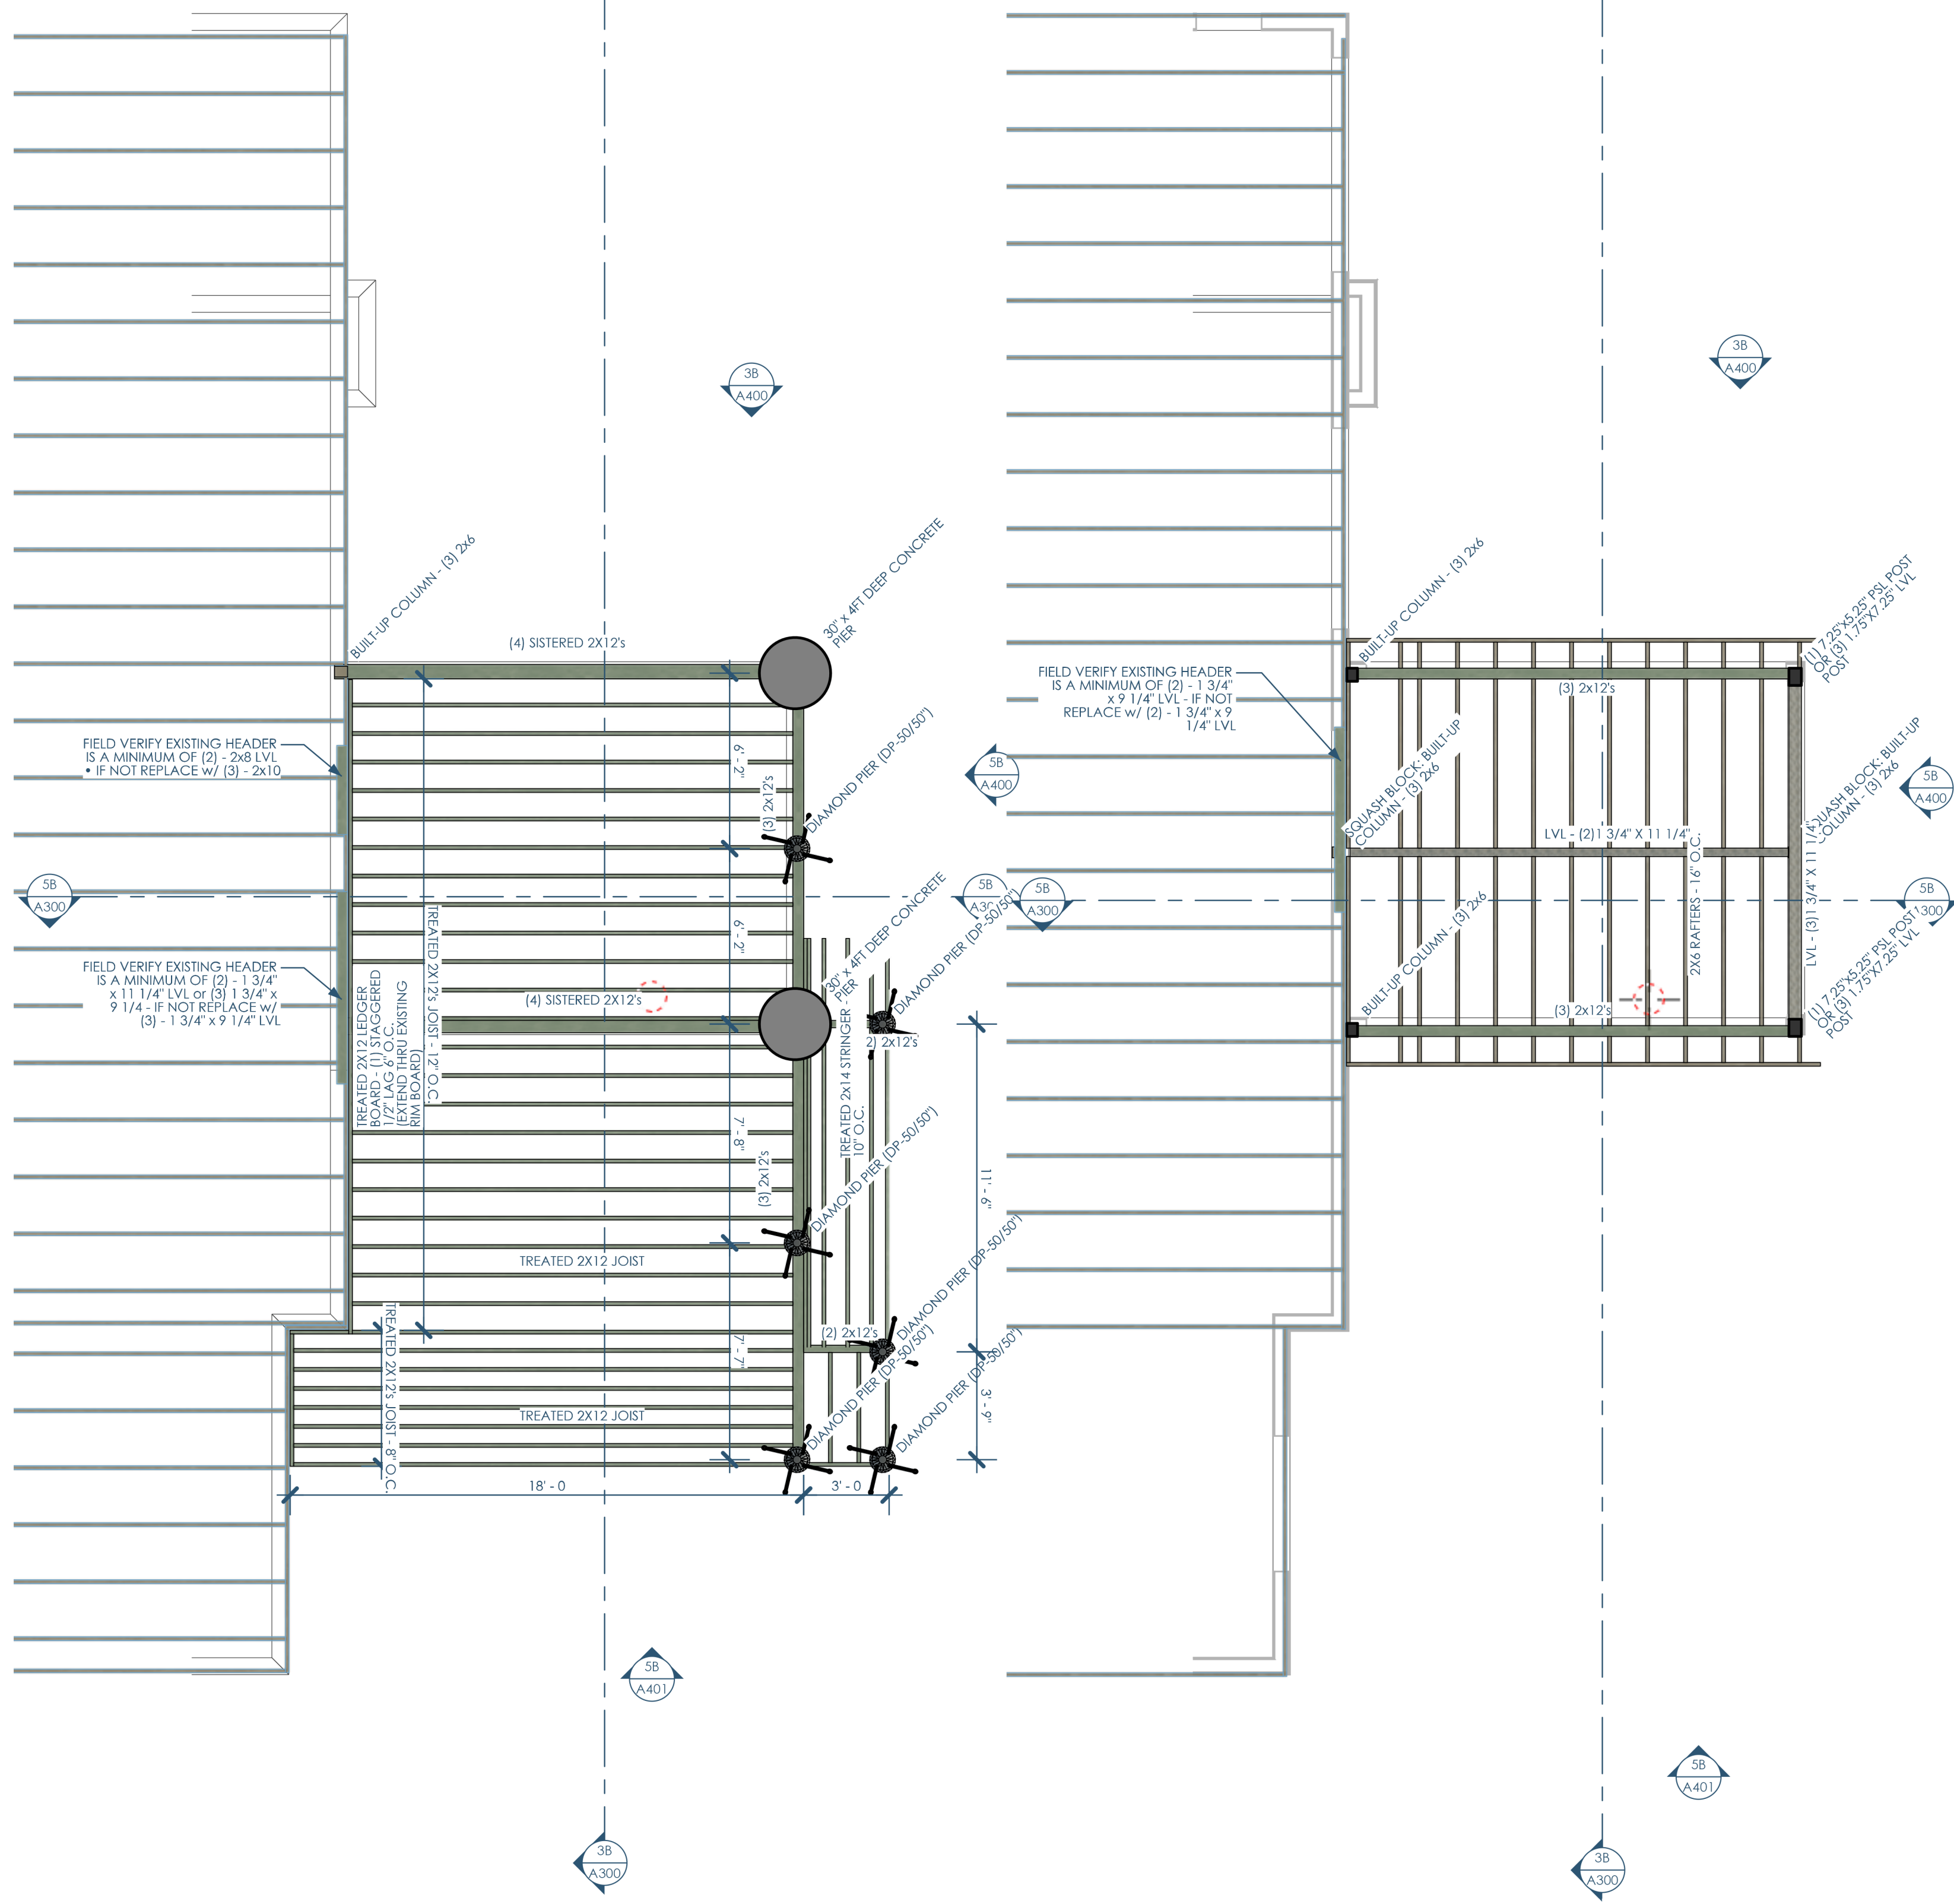 3B
A400
BUILT-UP COLUMN - (3) 2x6
(4) SISTERED 2X12's
30" x 4FT DEEP CONCRETE
PIER
6' - 2"
(3) 2x12's
DIAMOND PIER (DP-50/50")
FIELD VERIFY EXISTING HEADER
IS A MINIMUM OF (2) - 2x8 LVL
• IF NOT REPLACE w/ (3) - 2x10
5B
A300
5B
6' - 2"
TREATED 2X12's JOIST - 12" O.C.
FIELD VERIFY EXISTING HEADER
IS A MINIMUM OF (2) - 1 3/4"
x 11 1/4" LVL or (3) 1 3/4" x
9 1/4 - IF NOT REPLACE w/
(3) - 1 3/4" x 9 1/4" LVL
TREATED 2X12 LEDGER
BOARD - (1) STAGGERED
1/2" LAG 6" O.C.
(EXTEND THRU EXISTING
RIM BOARD)
(4) SISTERED 2X12's
30" x 4FT DEEP CONCRETE
PIER
DIAMOND PIER (DP-50/50")
2) 2x12's
TREATED 2x14 STRINGER -
10" O.C.
7' - 8"
(3) 2x12's
DIAMOND PIER (DP-50/50")
11' - 6"
TREATED 2X12 JOIST
DIAMOND PIER (DP-50/50")
(2) 2x12's
7' - 7"
TREATED 2X12's JOIST - 8" O.C.
TREATED 2X12 JOIST
DIAMOND PIER (DP-50/50")
DIAMOND PIER (DP-50/50")
3' - 9"
18' - 0
3' - 0
5B
A401
3B
A300
3B
A400
BUILT-UP COLUMN - (3) 2x6
(1) 7.25"x5.25" PSL POST
OR (3) 1.75"X7.25" LVL
POST
FIELD VERIFY EXISTING HEADER
IS A MINIMUM OF (2) - 1 3/4"
x 9 1/4" LVL - IF NOT
REPLACE w/ (2) - 1 3/4" x 9
1/4" LVL
(3) 2x12's
5B
A400
SQUASH BLOCK: BUILT-UP
COLUMN - (3) 2x6
SQUASH BLOCK: BUILT-UP
COLUMN - (3) 2x6
5B
A400
LVL - (2)1 3/4" X 11 1/4"
2X6 RAFTERS - 16" O.C.
LVL - (3)1 3/4" X 11 1/4"
5B
A300
5B
300
BUILT-UP COLUMN - (3) 2x6
(3) 2x12's
(1) 7.25"x5.25" PSL POST
OR (3) 1.75"X7.25" LVL
POST
5B
A401
3B
A300